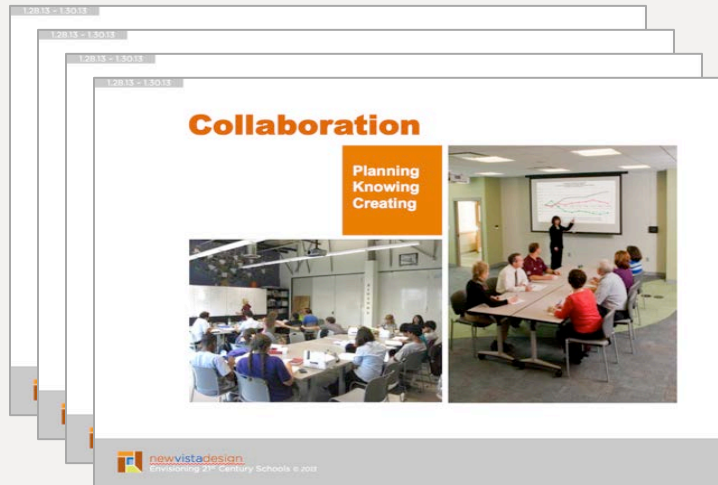 1.28.13 – 1.30.13
1.28.13 – 1.30.13
1.28.13 – 1.30.13
1.28.13 – 1.30.13
Collaboration
Planning
Knowing
Creating
newvistadesign
Envisioning 21st Century Schools © 2013